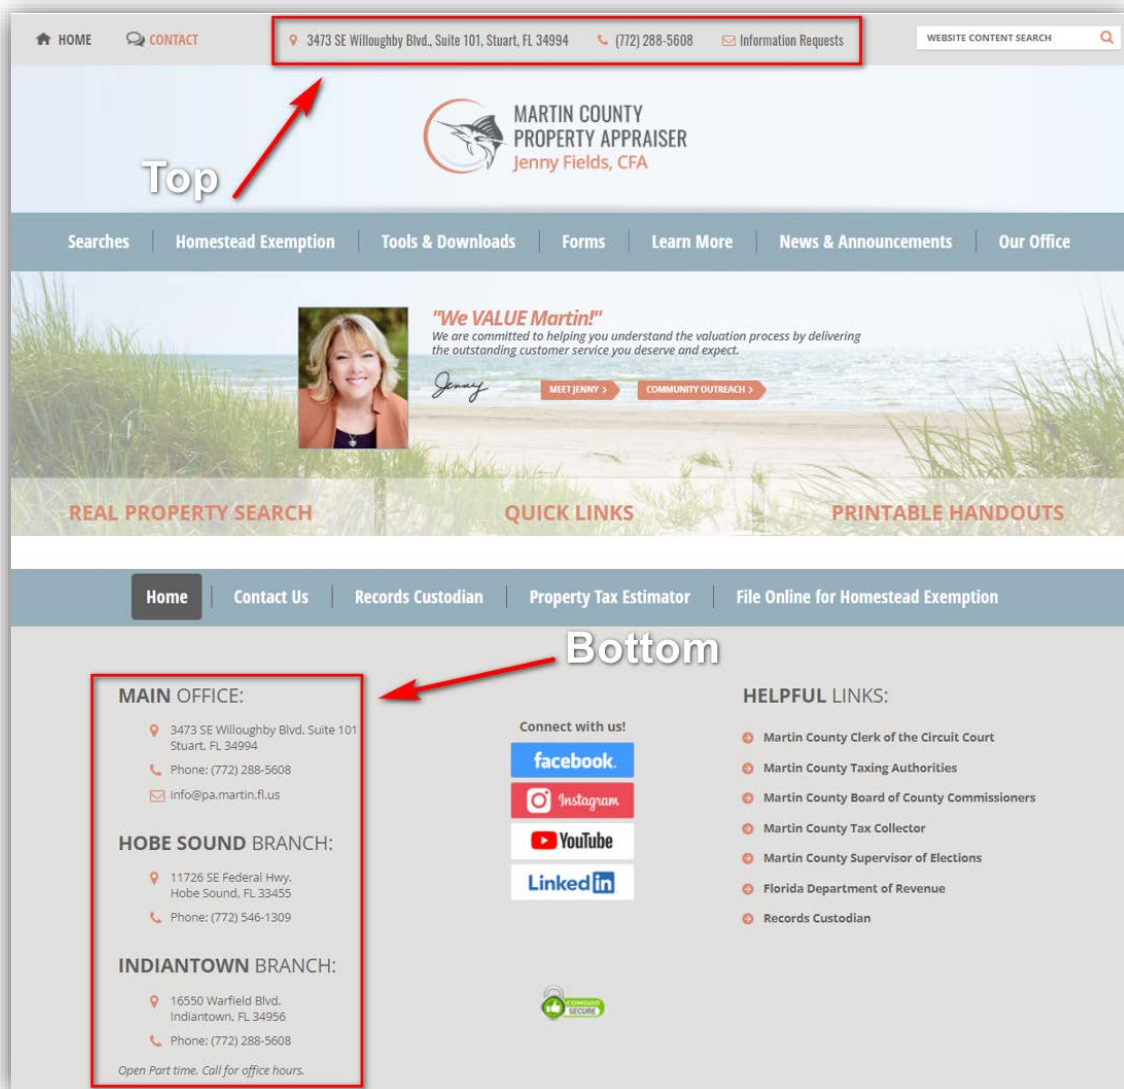 HOME
CONTACT
3473 SE Willoughby Blvd., Suite 101, Stuart, FL 34994
(772) 288-5608
Information Requests
WEBSITE CONTENT SEARCH
MARTIN COUNTY
PROPERTY APPRAISER
Jenny Fields, CFA
Top
Searches
Homestead Exemption
Tools & Downloads
Forms
Learn More
News & Announcements
Our Office
"We VALUE Martin!"
We are committed to helping you understand the valuation process by delivering
the outstanding customer service you deserve and expect.
Jenny
MEET JENNY >
COMMUNITY OUTREACH >
REAL PROPERTY SEARCH
QUICK LINKS
PRINTABLE HANDOUTS
Home
Contact Us
Records Custodian
Property Tax Estimator
File Online for Homestead Exemption
Bottom
MAIN OFFICE:
3473 SE Willoughby Blvd. Suite 101
Stuart, FL 34994
Phone: (772) 288-5608
info@pa.martin.fl.us
HOBE SOUND BRANCH:
11726 SE Federal Hwy.
Hobe Sound, FL 33455
Phone: (772) 546-1309
INDIANTOWN BRANCH:
16550 Warfield Blvd.
Indiantown, FL 34956
Phone: (772) 288-5608
Open Part time. Call for office hours.
Connect with us!
facebook.
Instagram
YouTube
Linked in
COMODO
SECURE
HELPFUL LINKS:
Martin County Clerk of the Circuit Court
Martin County Taxing Authorities
Martin County Board of County Commissioners
Martin County Tax Collector
Martin County Supervisor of Elections
Florida Department of Revenue
Records Custodian